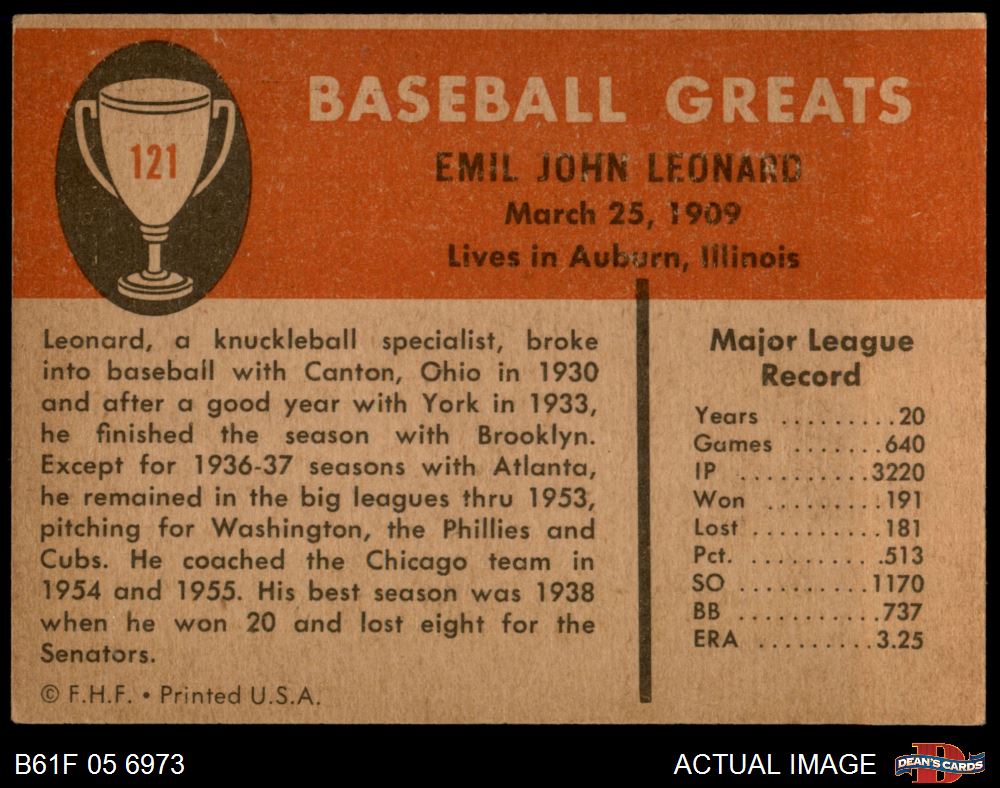 121
BASEBALL GREATS
EMIL JOHN LEONARD
March 25, 1909
Lives in Auburn, Illinois
Leonard, a knuckleball specialist, broke
into baseball with Canton, Ohio in 1930
and after a good year with York in 1933,
he finished the season with Brooklyn.
Except for 1936-37 seasons with Atlanta,
he remained in the big leagues thru 1953,
pitching for Washington, the Phillies and
Cubs. He coached the Chicago team in
1954 and 1955. His best season was 1938
when he won 20 and lost eight for the
Senators.
© F.H.F. • Printed U.S.A.
Major League
Record
Years .........20
Games .......640
IP ..........3220
Won .........191
Lost ..........181
Pct. ..........513
SO ..........1170
BB ..........737
ERA .........3.25
B61F 05 6973
ACTUAL IMAGE
DEAN'S CARDS